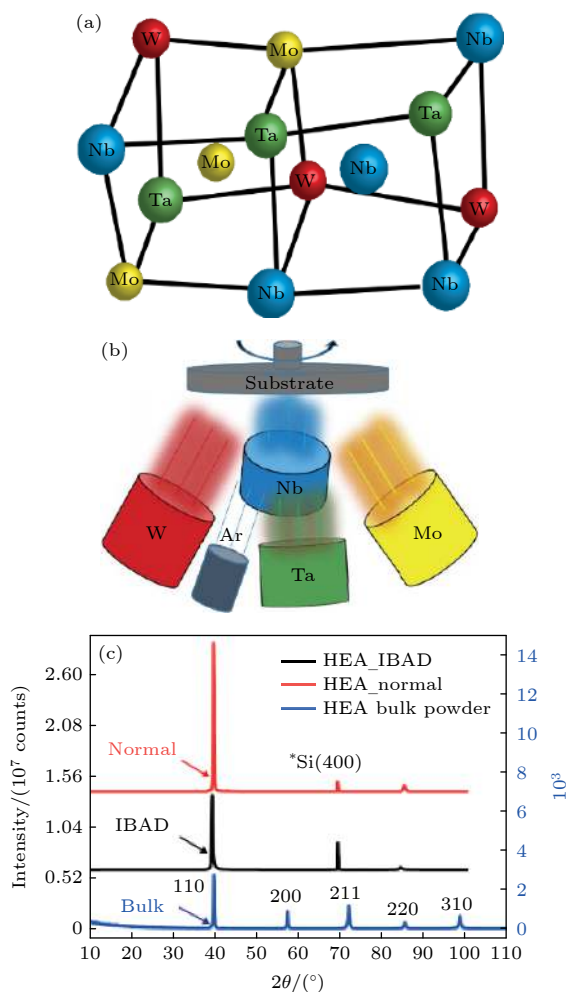 (a)
W
Mo
Nb
Nb
Ta
Ta
Mo
Nb
Ta
W
W
Mo
Nb
Nb
(b)
Substrate
Nb
W
Ar
Ta
Mo
(c)
HEA_IBAD
HEA_normal
HEA bulk powder
Normal
*Si(400)
IBAD
Bulk
110
200
211
220
310
Intensity/(10⁷ counts)
2.60
2.08
1.56
1.04
0.52
0
14
12
10
8
6
4
2
0
10³
10 20 30 40 50 60 70 80 90 100 110
2θ/(°)